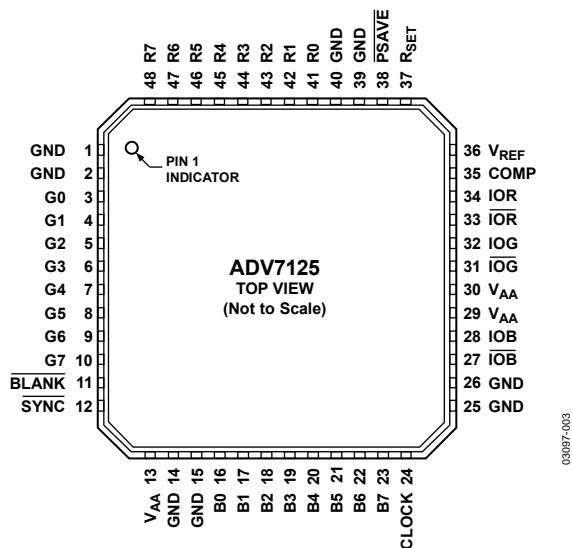 48 R7
47 R6
46 R5
45 R4
44 R3
43 R2
42 R1
41 R0
40 GND
39 GND
38 PSAVE
37 RSET
GND 1
GND 2
G0 3
G1 4
G2 5
G3 6
G4 7
G5 8
G6 9
G7 10
BLANK 11
SYNC 12
PIN 1
INDICATOR
ADV7125
TOP VIEW
(Not to Scale)
36 VREF
35 COMP
34 IOR
33 IOR
32 IOG
31 IOG
30 VAA
29 VAA
28 IOB
27 IOB
26 GND
25 GND
VAA 13
GND 14
GND 15
B0 16
B1 17
B2 18
B3 19
B4 20
B5 21
B6 22
B7 23
CLOCK 24
03097-003